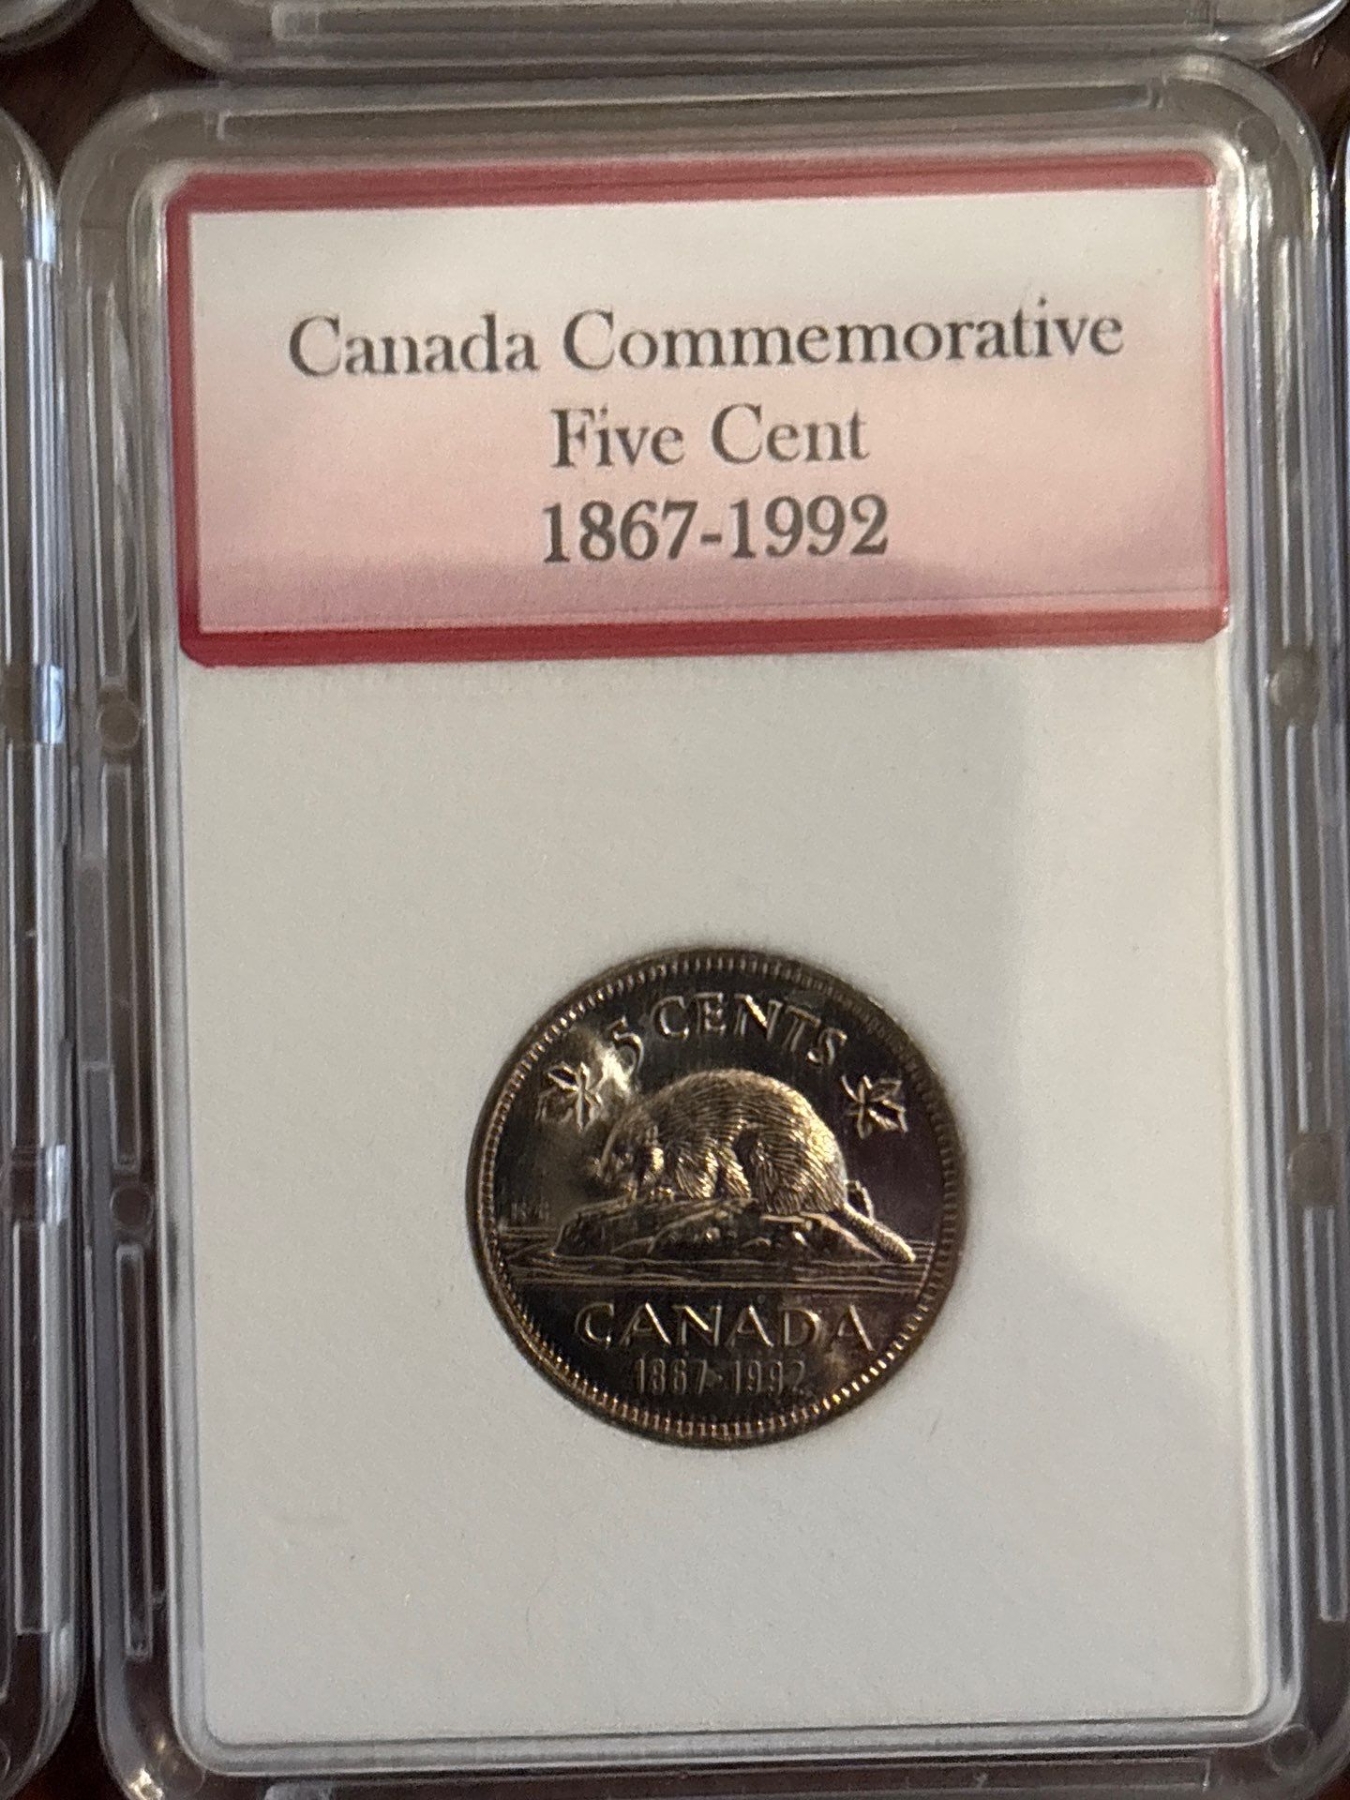 Canada Commemorative
Five Cent
1867-1992
5 CENTS
CANADA
1867-1992